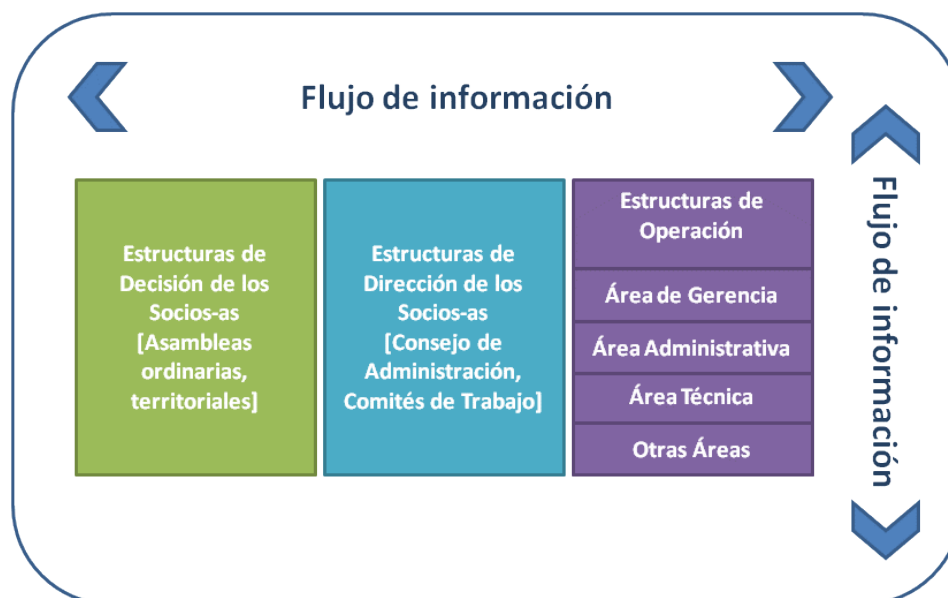 Flujo de información
Estructuras de
Decisión de los
Socios-as
[Asambleas
ordinarias,
territoriales]
Estructuras de
Dirección de los
Socios-as
[Consejo de
Administración,
Comités de Trabajo]
Estructuras de
Operación
Área de Gerencia
Área Administrativa
Área Técnica
Otras Áreas
Flujo de información